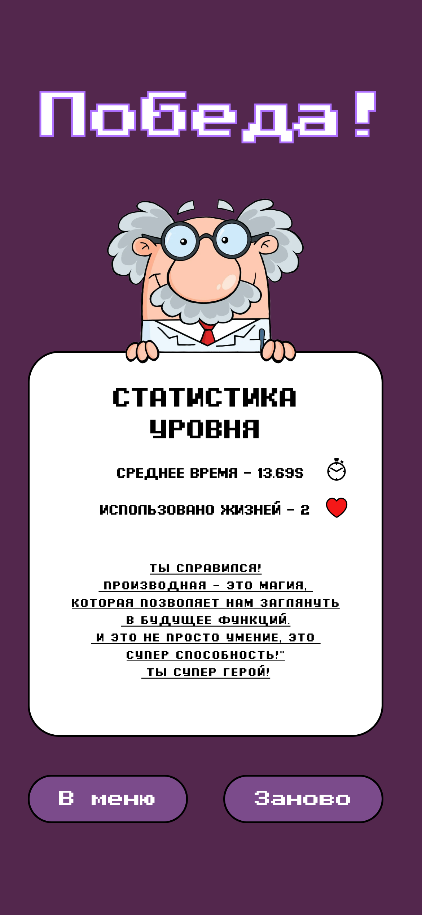 Победа!
СТАТИСТИКА
УРОВНЯ
СРЕДНЕЕ ВРЕМЯ - 13.69S
ИСПОЛЬЗОВАНО ЖИЗНЕЙ - 2
ТЫ СПРАВИЛСЯ!
ПРОИЗВОДНАЯ - ЭТО МАГИЯ,
КОТОРАЯ ПОЗВОЛЯЕТ НАМ ЗАГЛЯНУТЬ
В БУДУЩЕЕ ФУНКЦИЙ.
И ЭТО НЕ ПРОСТО УМЕНИЕ, ЭТО
СУПЕР СПОСОБНОСТЬ!"
ТЫ СУПЕР ГЕРОЙ!
В меню
Заново